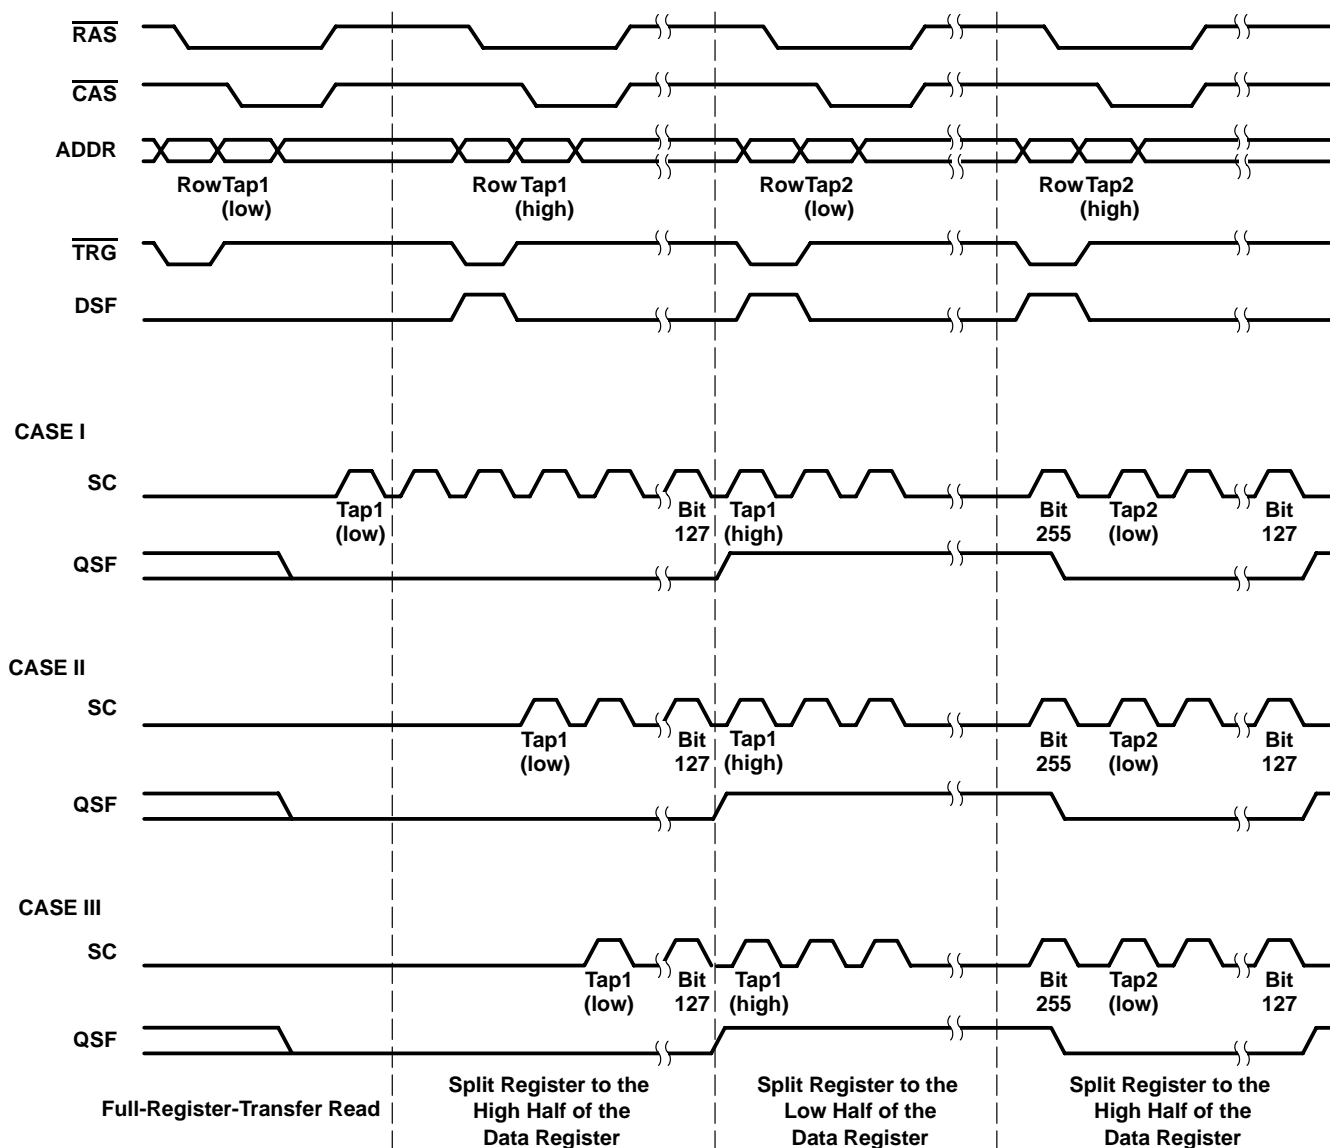 RAS
CAS
ADDR
Row Tap1 (low)
Row Tap1 (high)
Row Tap2 (low)
Row Tap2 (high)
TRG
DSF
CASE I
SC
Tap1 (low)
Bit 127
Tap1 (high)
Bit 255
Tap2 (low)
Bit 127
QSF
CASE II
SC
Tap1 (low)
Bit 127
Tap1 (high)
Bit 255
Tap2 (low)
Bit 127
QSF
CASE III
SC
Tap1 (low)
Bit 127
Tap1 (high)
Bit 255
Tap2 (low)
Bit 127
QSF
Full-Register-Transfer Read
Split Register to the
High Half of the
Data Register
Split Register to the
Low Half of the
Data Register
Split Register to the
High Half of the
Data Register